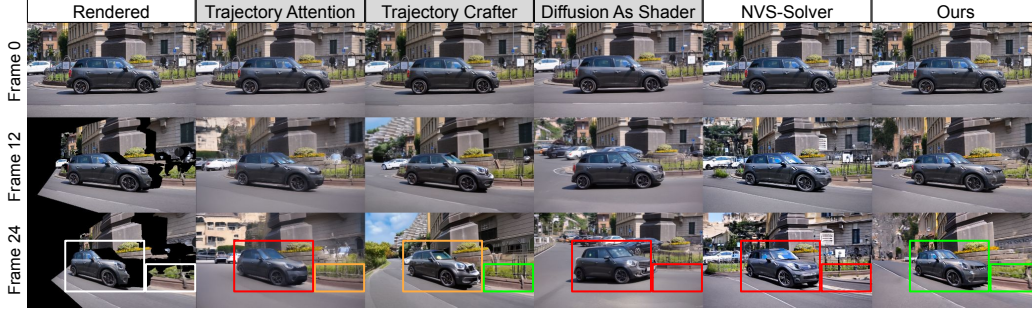 Rendered
Trajectory Attention
Trajectory Crafter
Diffusion As Shader
NVS-Solver
Ours
Frame 0
Frame 12
Frame 24